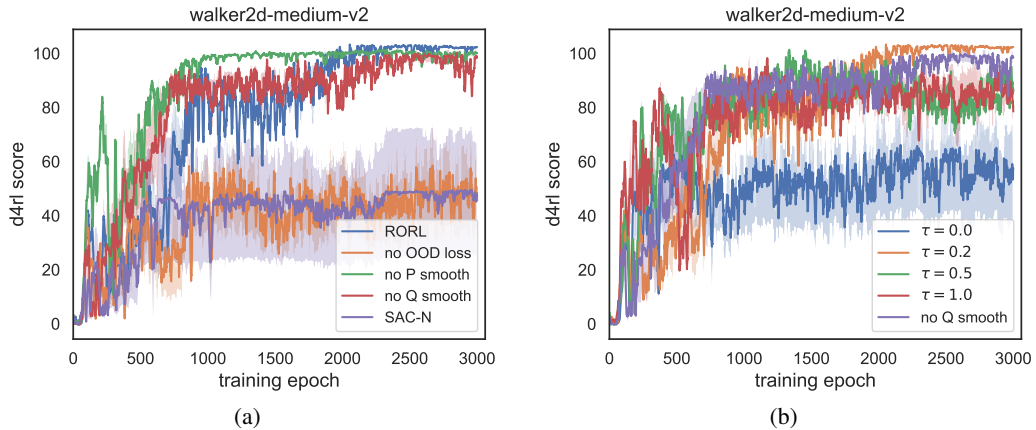 walker2d-medium-v2
d4rl score
100
80
60
40
20
0
RORL
no OOD loss
no P smooth
no Q smooth
SAC-N
0 500 1000 1500 2000 2500 3000
training epoch
(a)
walker2d-medium-v2
d4rl score
100
80
60
40
20
0
τ = 0.0
τ = 0.2
τ = 0.5
τ = 1.0
no Q smooth
0 500 1000 1500 2000 2500 3000
training epoch
(b)